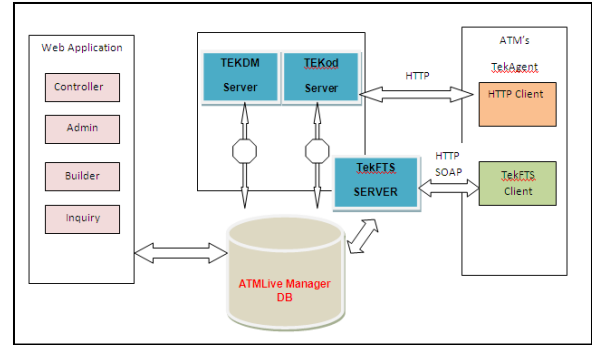 Web Application
Controller
Admin
Builder
Inquiry
TEKDM
Server
TEKod
Server
TekFTS
SERVER
ATMLive Manager
DB
HTTP
HTTP
SOAP
ATM's
TekAgent
HTTP Client
TekFTS
Client